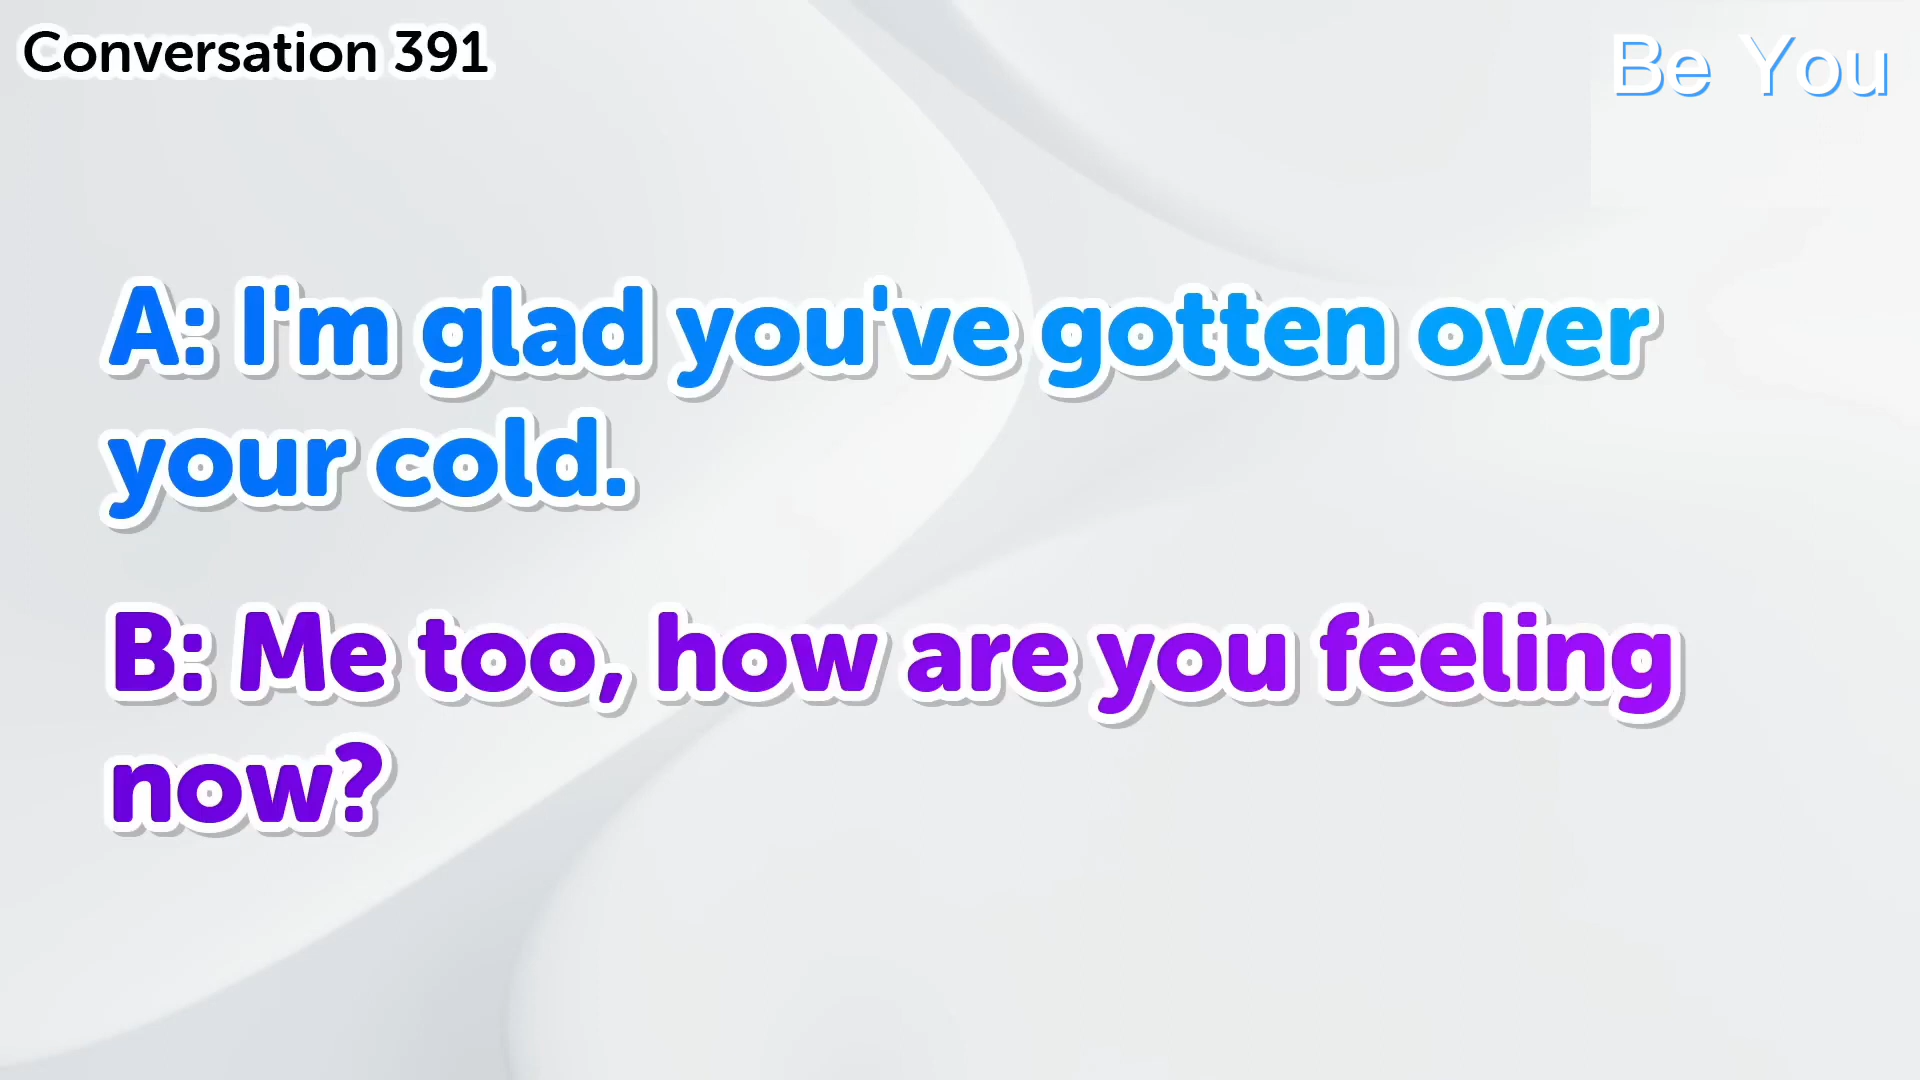 Conversation 391
Be You
A: I'm glad you've gotten over
your cold.
B: Me too, how are you feeling
now?